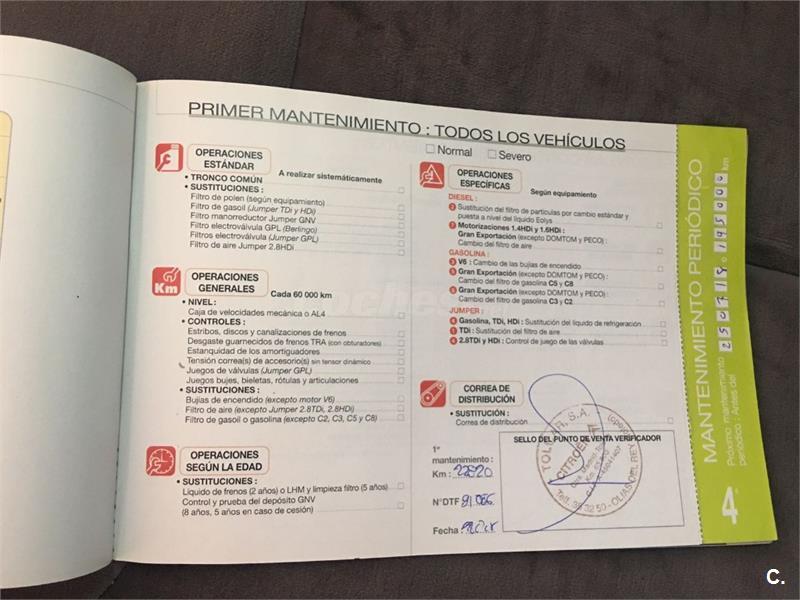 PRIMER MANTENIMIENTO : TODOS LOS VEHÍCULOS
Normal Severo
OPERACIONES
ESTÁNDAR
A realizar sistemáticamente
• TRONCO COMÚN
• SUSTITUCIONES :
Filtro de polen (según equipamiento)
Filtro de gasoil (Jumper TDi y HDi)
Filtro manorreductor Jumper GNV
Filtro electroválvula GPL (Berlingo)
Filtros electroválvula (Jumper GPL)
Filtro de aire Jumper 2.8HDi
Km
OPERACIONES
GENERALES
Cada 60 000 km
• NIVEL :
Caja de velocidades mecánica o AL4
• CONTROLES :
Estribos, discos y canalizaciones de frenos
Desgaste guarnecidos de frenos TRA (con obturadores)
Estanquidad de los amortiguadores
Tensión correa(s) de accesorio(s) sin tensor dinámico
Juegos de válvulas (Jumper GPL)
Juegos bujes, bieletas, rótulas y articulaciones
• SUSTITUCIONES :
Bujías de encendido (excepto motor V6)
Filtro de aire (excepto Jumper 2.8TDi, 2.8HDi)
Filtro de gasoil o gasolina (excepto C2, C3, C5 y C8)
OPERACIONES
SEGÚN LA EDAD
• SUSTITUCIONES :
Líquido de frenos (2 años) o LHM y limpieza filtro (5 años)
Control y prueba del depósito GNV
(8 años, 5 años en caso de cesión)
OPERACIONES
ESPECÍFICAS
Según equipamiento
DIESEL :
Sustitución del filtro de partículas por cambio estándar y
puesta a nivel del líquido Eolys
Motorizaciones 1.4HDi y 1.6HDi :
Gran Exportación (excepto DOMTOM y PECO) :
Cambio del filtro de aire
GASOLINA :
V6 : Cambio de las bujías de encendido
Gran Exportación (excepto DOMTOM y PECO) :
Cambio del filtro de gasolina C5 y C8
Gran Exportación (excepto DOMTOM y PECO) :
Cambio del filtro de gasolina C3 y C2
JUMPER :
Gasolina, TDi, HDi : Sustitución del líquido de refrigeración
TDi : Sustitución del filtro de aire
2.8TDi y HDi : Control de juego de las válvulas
CORREA DE
DISTRIBUCIÓN
• SUSTITUCIÓN :
Correa de distribución
SELLO DEL PUNTO DE VENTA VERIFICADOR
1er
mantenimiento :
Km :
N°DTF
Fecha :
S.A.
CITROËN
OLIAS DEL REY
MANTENIMIENTO PERIÓDICO
Próximo mantenimiento
periódico : Antes del
km
4
C.